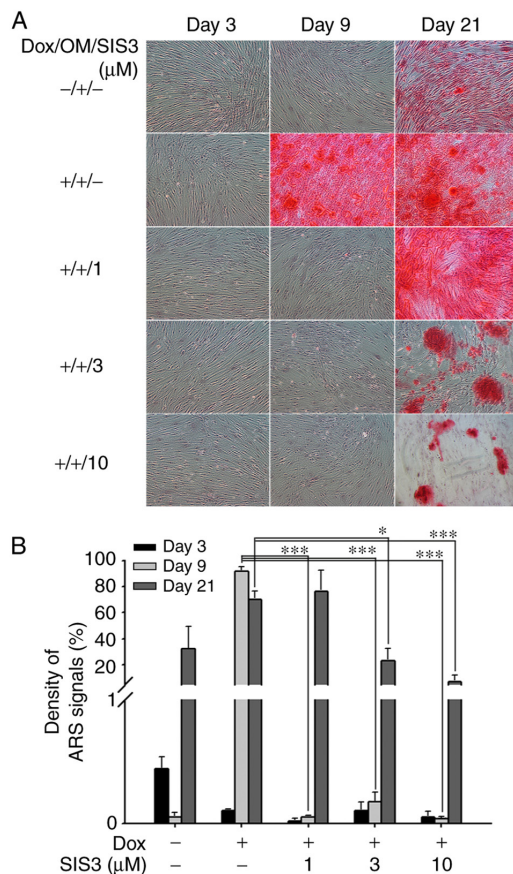 A
Day 3 Day 9 Day 21
Dox/OM/SIS3
(μM)
−/+/−
+/+/−
+/+/1
+/+/3
+/+/10
B
Day 3
Day 9
Day 21
* ***
*** *** ***
Density of
ARS signals (%)
100
80
60
40
20
1
0
Dox − + + + +
SIS3 (μM) − − 1 3 10